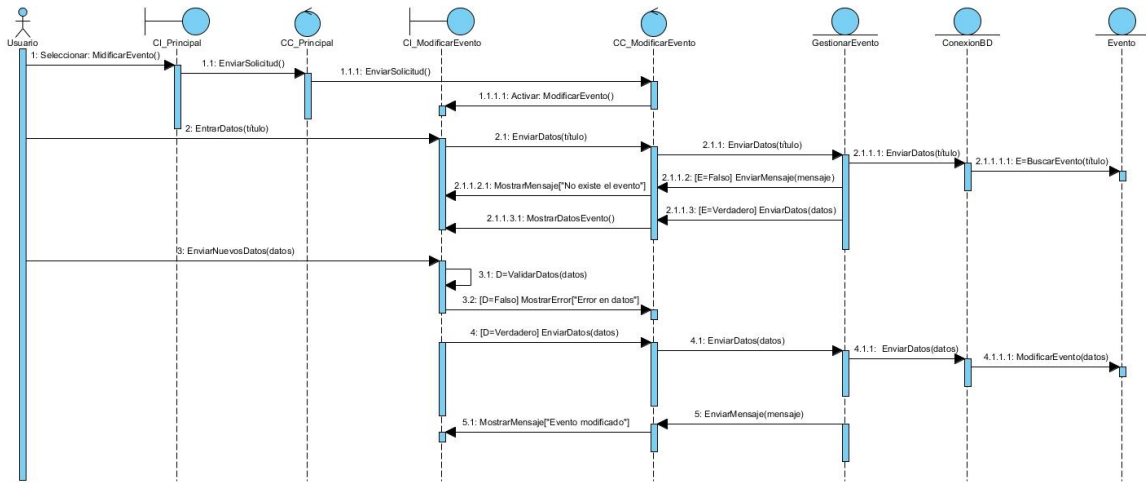 Usuario
CI_Principal
CC_Principal
CI_ModificarEvento
CC_ModificarEvento
GestionarEvento
ConexionBD
Evento
1: Seleccionar: MidificarEvento()
1.1: EnviarSolicitud()
1.1.1: EnviarSolicitud()
1.1.1.1: Activar: ModificarEvento()
2: EntrarDatos(título)
2.1: EnviarDatos(título)
2.1.1: EnviarDatos(título)
2.1.1.1: EnviarDatos(título)
2.1.1.1.1: E=BuscarEvento(título)
2.1.1.2: [E=Falso] EnviarMensaje(mensaje)
2.1.1.2.1: MostrarMensaje["No existe el evento"]
2.1.1.3: [E=Verdadero] EnviarDatos(datos)
2.1.1.3.1: MostrarDatosEvento()
3: EnviarNuevosDatos(datos)
3.1: D=ValidarDatos(datos)
3.2: [D=Falso] MostrarError["Error en datos"]
4: [D=Verdadero] EnviarDatos(datos)
4.1: EnviarDatos(datos)
4.1.1: EnviarDatos(datos)
4.1.1.1: ModificarEvento(datos)
5: EnviarMensaje(mensaje)
5.1: MostrarMensaje["Evento modificado"]